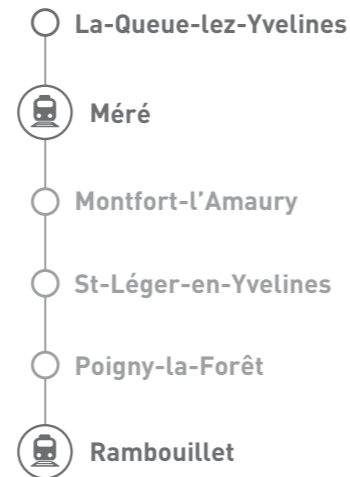 La-Queue-lez-Yvelines
Méré
Montfort-l’Amaury
St-Léger-en-Yvelines
Poigny-la-Forêt
Rambouillet